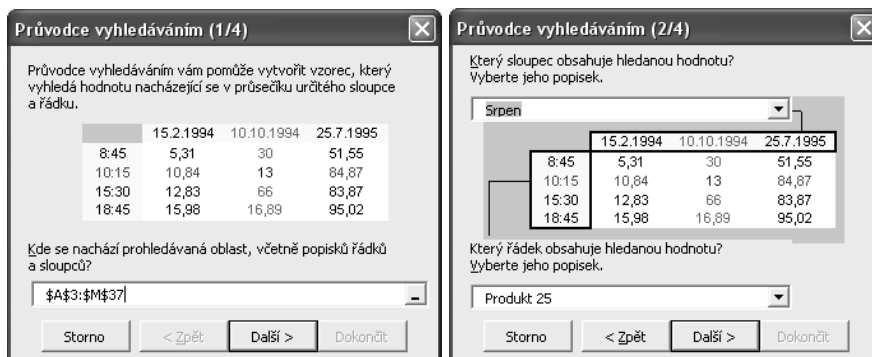 Průvodce vyhledáváním (1/4)
Průvodce vyhledáváním vám pomůže vytvořit vzorec, který
vyhledá hodnotu nacházející se v průsečíku určitého sloupce
a řádku.
15.2.1994 10.10.1994 25.7.1995
8:45 5,31 30 51,55
10:15 10,84 13 84,87
15:30 12,83 66 83,87
18:45 15,98 16,89 95,02
Kde se nachází prohledávaná oblast, včetně popisků řádků
a sloupců?
$A$3:$M$37
Storno < Zpět Další > Dokončit
Průvodce vyhledáváním (2/4)
Který sloupec obsahuje hledanou hodnotu?
Vyberte jeho popisek.
Srpen
15.2.1994 10.10.1994 25.7.1995
8:45 5,31 30 51,55
10:15 10,84 13 84,87
15:30 12,83 66 83,87
18:45 15,98 16,89 95,02
Který řádek obsahuje hledanou hodnotu?
Vyberte jeho popisek.
Produkt 25
Storno < Zpět Další > Dokončit